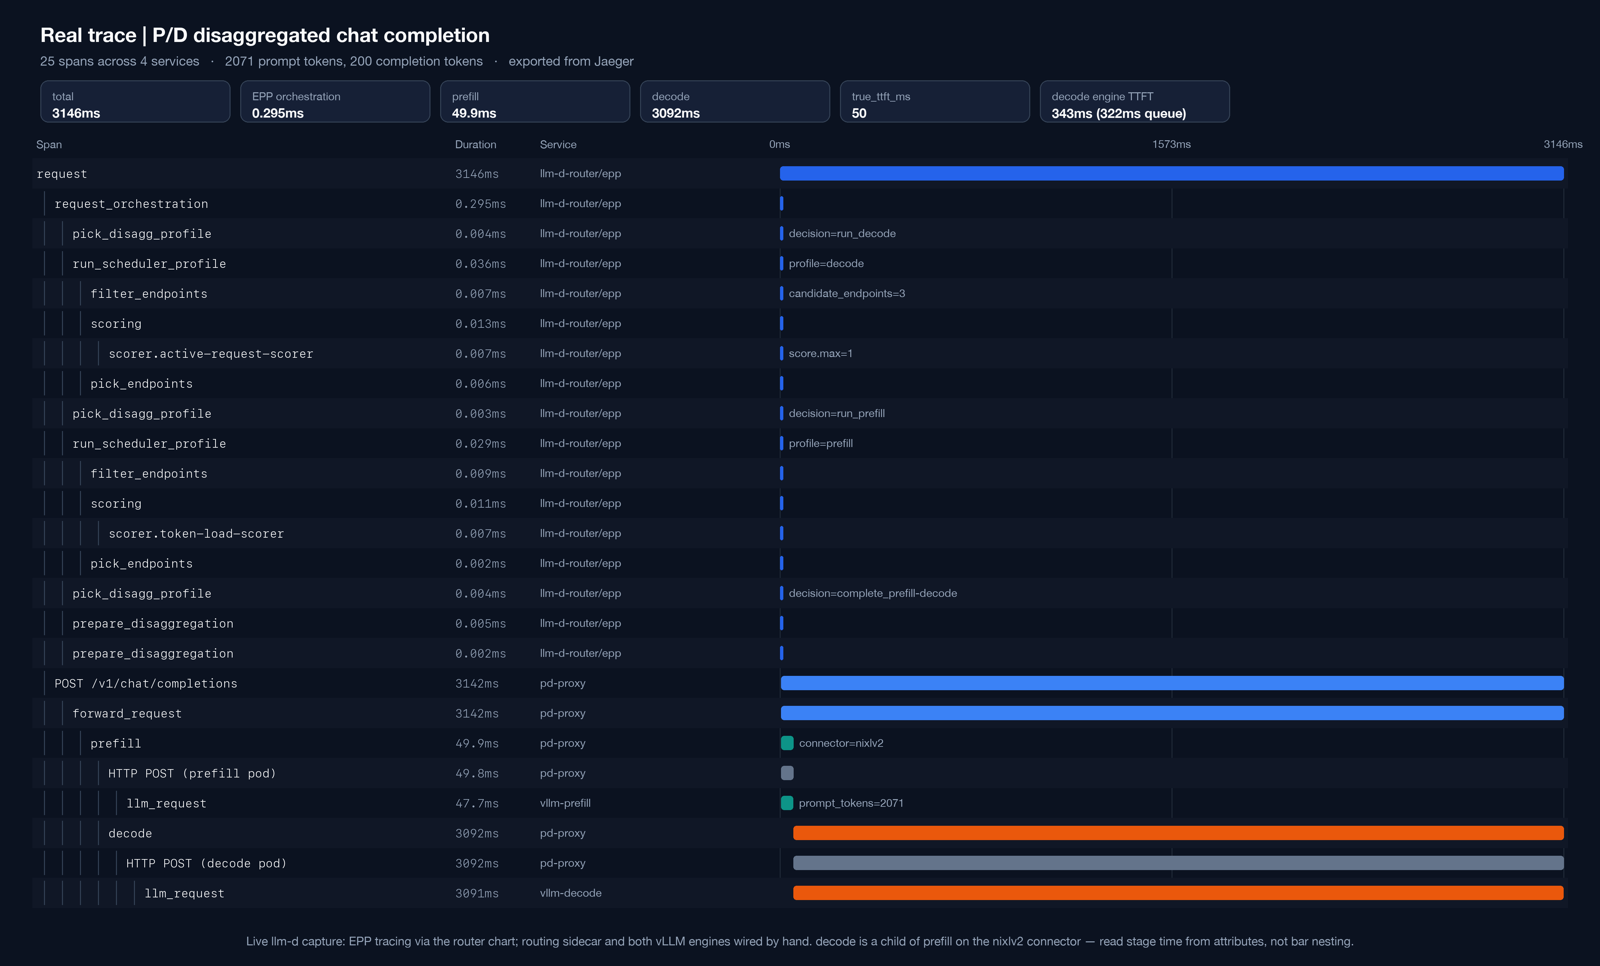 Real trace | P/D disaggregated chat completion
25 spans across 4 services · 2071 prompt tokens, 200 completion tokens · exported from Jaeger
total
3146ms
EPP orchestration
0.295ms
prefill
49.9ms
decode
3092ms
true_ttft_ms
50
decode engine TTFT
343ms (322ms queue)
Span Duration Service 0ms 1573ms 3146ms
request 3146ms llm-d-router/epp
request_orchestration 0.295ms llm-d-router/epp
pick_disagg_profile 0.004ms llm-d-router/epp decision=run_decode
run_scheduler_profile 0.036ms llm-d-router/epp profile=decode
filter_endpoints 0.007ms llm-d-router/epp candidate_endpoints=3
scoring 0.013ms llm-d-router/epp
scorer.active-request-scorer 0.007ms llm-d-router/epp score.max=1
pick_endpoints 0.006ms llm-d-router/epp
pick_disagg_profile 0.003ms llm-d-router/epp decision=run_prefill
run_scheduler_profile 0.029ms llm-d-router/epp profile=prefill
filter_endpoints 0.009ms llm-d-router/epp
scoring 0.011ms llm-d-router/epp
scorer.token-load-scorer 0.007ms llm-d-router/epp
pick_endpoints 0.002ms llm-d-router/epp
pick_disagg_profile 0.004ms llm-d-router/epp decision=complete_prefill-decode
prepare_disaggregation 0.005ms llm-d-router/epp
prepare_disaggregation 0.002ms llm-d-router/epp
POST /v1/chat/completions 3142ms pd-proxy
forward_request 3142ms pd-proxy
prefill 49.9ms pd-proxy connector=nixlv2
HTTP POST (prefill pod) 49.8ms pd-proxy
llm_request 47.7ms vllm-prefill prompt_tokens=2071
decode 3092ms pd-proxy
HTTP POST (decode pod) 3092ms pd-proxy
llm_request 3091ms vllm-decode
Live llm-d capture: EPP tracing via the router chart; routing sidecar and both vLLM engines wired by hand. decode is a child of prefill on the nixlv2 connector — read stage time from attributes, not bar nesting.